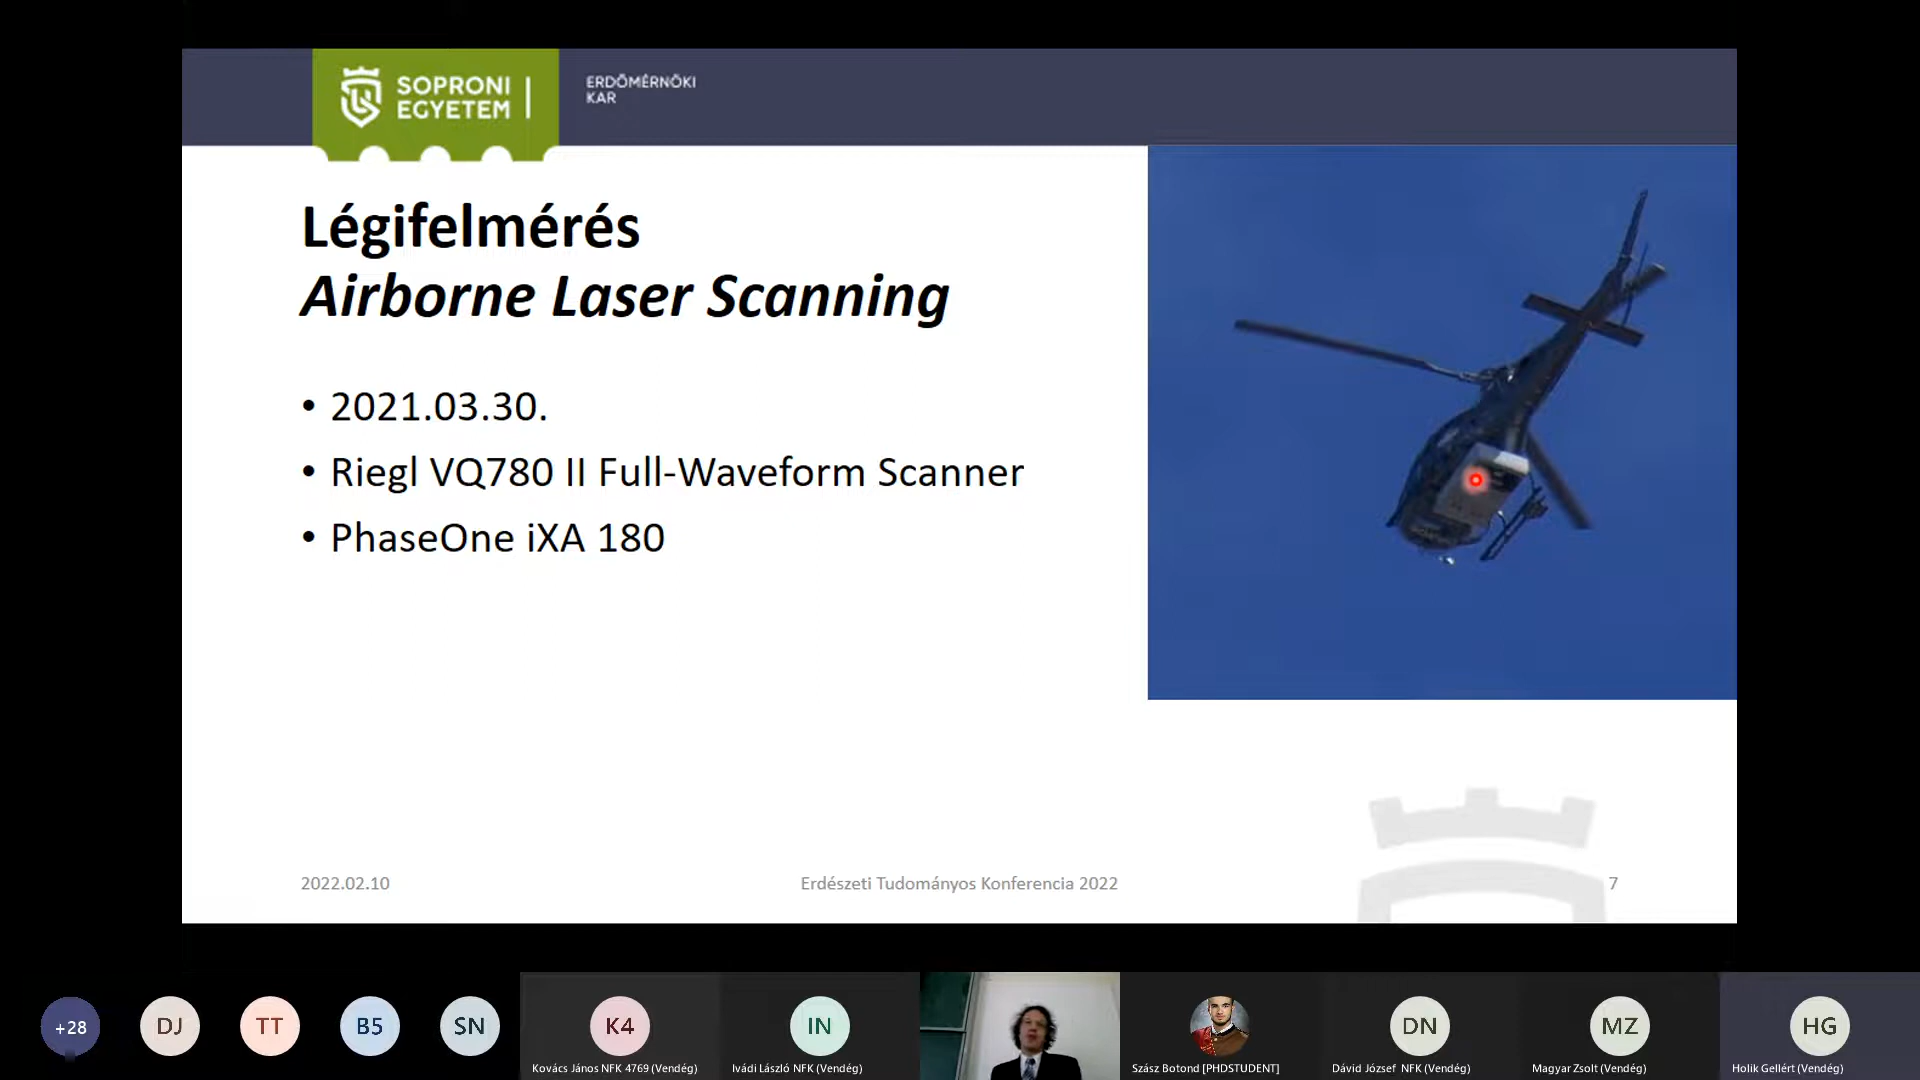 SOPRONI
EGYETEM
ERDŐMÉRNÖKI
KAR
Légifelmérés
Airborne Laser Scanning
• 2021.03.30.
• Riegl VQ780 II Full-Waveform Scanner
• PhaseOne iXA 180
2022.02.10
Erdészeti Tudományos Konferencia 2022
7
+28
DJ
TT
B5
SN
K4
IN
DN
MZ
HG
Kovács János NFK 4769 (Vendég)
Ivádi László NFK (Vendég)
Szász Botond [PHDSTUDENT]
Dávid József NFK (Vendég)
Magyar Zsolt (Vendég)
Holik Gellért (Vendég)